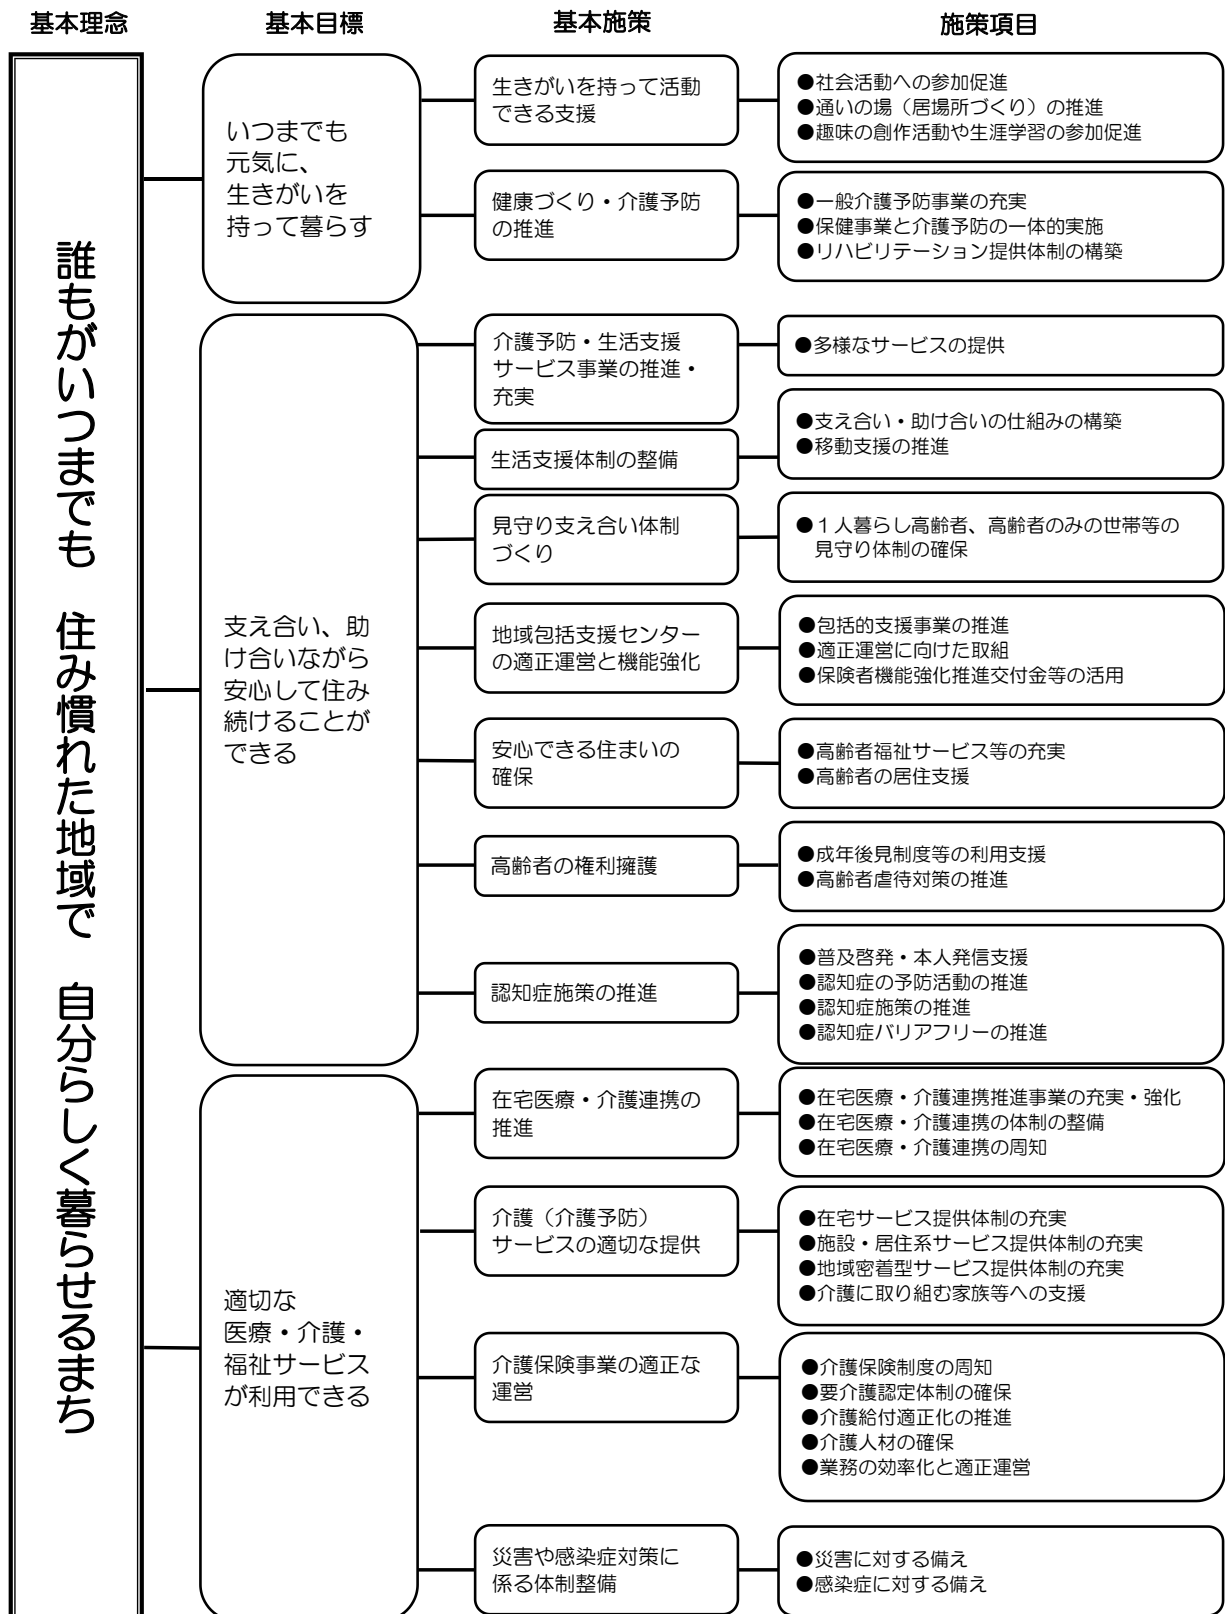 基本理念
基本目標
基本施策
施策項目
誰もがいつまでも　住み慣れた地域で　自分らしく暮らせるまち
いつまでも
元気に、
生きがいを
持って暮らす
生きがいを持って活動
できる支援
●社会活動への参加促進
●通いの場（居場所づくり）の推進
●趣味の創作活動や生涯学習の参加促進
健康づくり・介護予防
の推進
●一般介護予防事業の充実
●保健事業と介護予防の一体的実施
●リハビリテーション提供体制の構築
支え合い、助
け合いながら
安心して住み
続けることが
できる
介護予防・生活支援
サービス事業の推進・
充実
●多様なサービスの提供
生活支援体制の整備
●支え合い・助け合いの仕組みの構築
●移動支援の推進
見守り支え合い体制
づくり
●１人暮らし高齢者、高齢者のみの世帯等の
見守り体制の確保
地域包括支援センター
の適正運営と機能強化
●包括的支援事業の推進
●適正運営に向けた取組
●保険者機能強化推進交付金等の活用
安心できる住まいの
確保
●高齢者福祉サービス等の充実
●高齢者の居住支援
高齢者の権利擁護
●成年後見制度等の利用支援
●高齢者虐待対策の推進
認知症施策の推進
●普及啓発・本人発信支援
●認知症の予防活動の推進
●認知症施策の推進
●認知症バリアフリーの推進
適切な
医療・介護・
福祉サービス
が利用できる
在宅医療・介護連携の
推進
●在宅医療・介護連携推進事業の充実・強化
●在宅医療・介護連携の体制の整備
●在宅医療・介護連携の周知
介護（介護予防）
サービスの適切な提供
●在宅サービス提供体制の充実
●施設・居住系サービス提供体制の充実
●地域密着型サービス提供体制の充実
●介護に取り組む家族等への支援
介護保険事業の適正な
運営
●介護保険制度の周知
●要介護認定体制の確保
●介護給付適正化の推進
●介護人材の確保
●業務の効率化と適正運営
災害や感染症対策に
係る体制整備
●災害に対する備え
●感染症に対する備え